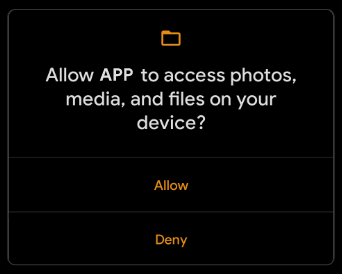 Allow APP to access photos,
media, and files on your
device?
Allow
Deny